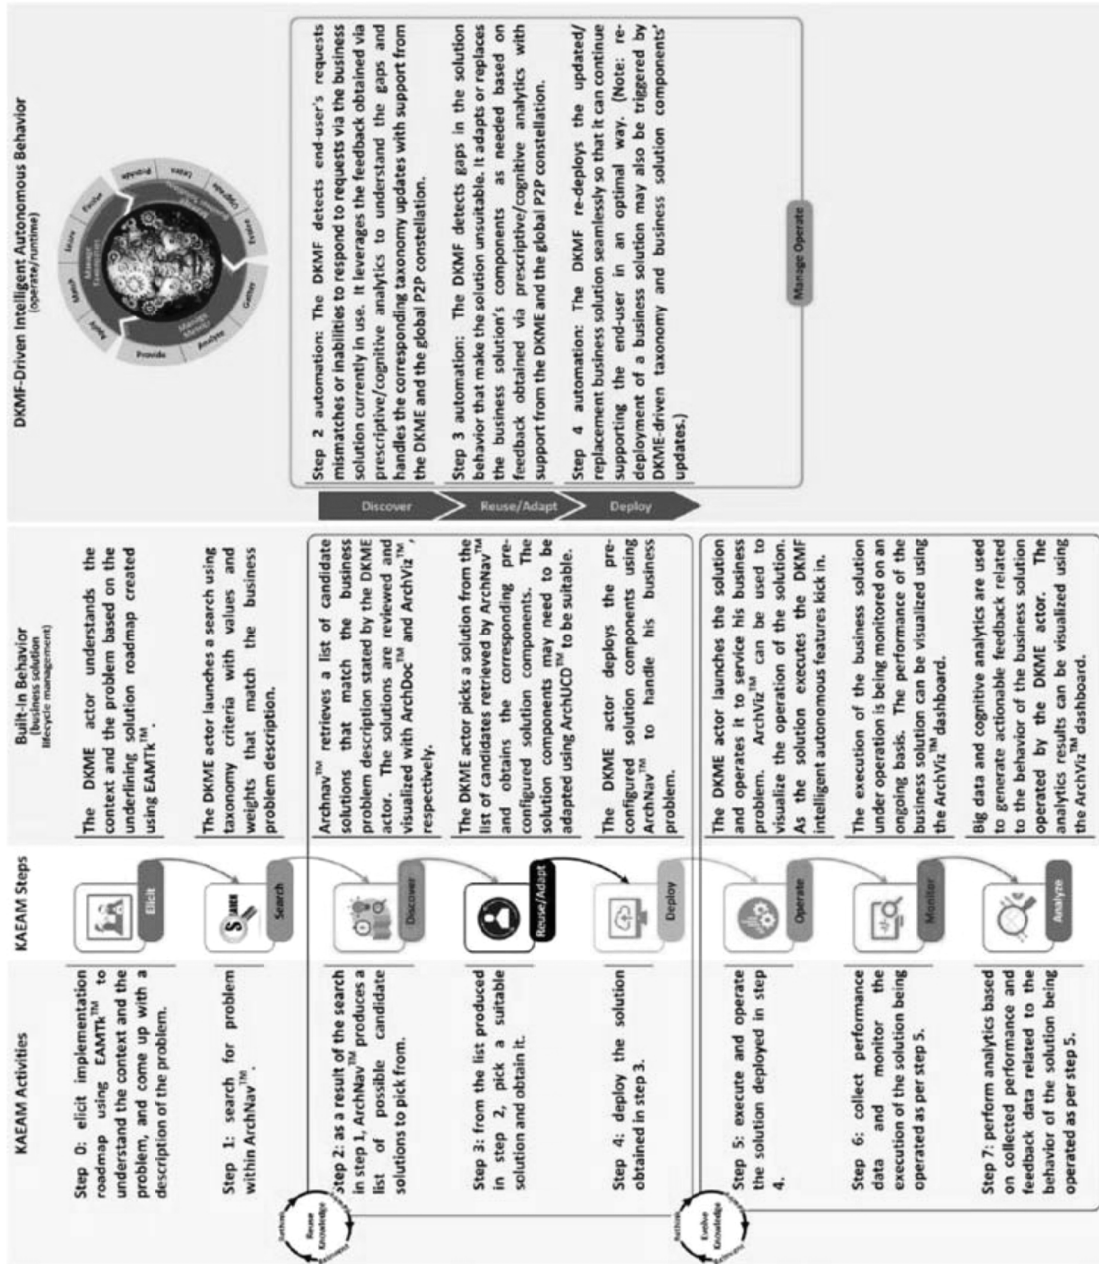 KAEAM Activities
KAEAM Steps
Built-In Behavior
(business solution
lifecycle management)
DKMF-Driven Intelligent Autonomous Behavior
(operate/runtime)
Step 0: elicit implementation
roadmap using EAMTk™ to
understand the context and the
problem, and come up with a
description of the problem.
Elicit
The DKME actor understands the
context and the problem based on the
underlining solution roadmap created
using EAMTk™.
Step 1: search for problem
within ArchNav™.
Search
The DKME actor launches a search using
taxonomy criteria with values and
weights that match the business
problem description.
Reuse
Knowledge
Step 2: as a result of the search
in step 1, ArchNav™ produces a
list of possible candidate
solutions to pick from.
Discover
Archnav™ retrieves a list of candidate
solutions that match the business
problem description stated by the DKME
actor. The solutions are reviewed and
visualized with ArchDoc™ and ArchViz™,
respectively.
Step 3: from the list produced
in step 2, pick a suitable
solution and obtain it.
Reuse/Adapt
The DKME actor picks a solution from the
list of candidates retrieved by ArchNav™
and obtains the corresponding pre-
configured solution components. The
solution components may need to be
adapted using ArchUCD™ to be suitable.
Step 4: deploy the solution
obtained in step 3.
Deploy
The DKME actor deploys the pre-
configured solution components using
ArchNav™ to handle his business
problem.
Evolve
Knowledge
Step 5: execute and operate
the solution deployed in step
4.
Operate
The DKME actor launches the solution
and operates it to service his business
problem. ArchViz™ can be used to
visualize the operation of the solution.
As the solution executes the DKMF
intelligent autonomous features kick in.
Step 6: collect performance
data and monitor the
execution of the solution being
operated as per step 5.
Monitor
The execution of the business solution
under operation is being monitored on an
ongoing basis. The performance of the
business solution can be visualized using
the ArchViz™ dashboard.
Step 7: perform analytics based
on collected performance and
feedback data related to the
behavior of the solution being
operated as per step 5.
Analyze
Big data and cognitive analytics are used
to generate actionable feedback related
to the behavior of the business solution
operated by the DKME actor. The
analytics results can be visualized using
the ArchViz™ dashboard.
Provide
Apply
Match
Learn
Evolve
Provide
Learn
Upgrade
Evolve
Gather
Analyze
Manage
Metrics
Manage
Discover
Step 2 automation: The DKMF detects end-user's requests
mismatches or inabilities to respond to requests via the business
solution currently in use. It leverages the feedback obtained via
prescriptive/cognitive analytics to understand the gaps and
handles the corresponding taxonomy updates with support from
the DKME and the global P2P constellation.
Reuse/Adapt
Step 3 automation: The DKMF detects gaps in the solution
behavior that make the solution unsuitable. It adapts or replaces
the business solution's components as needed based on
feedback obtained via prescriptive/cognitive analytics with
support from the DKME and the global P2P constellation.
Deploy
Step 4 automation: The DKMF re-deploys the updated/
replacement business solution seamlessly so that it can continue
supporting the end-user in an optimal way. (Note: re-
deployment of a business solution may also be triggered by
DKME-driven taxonomy and business solution components'
updates.)
Manage Operate